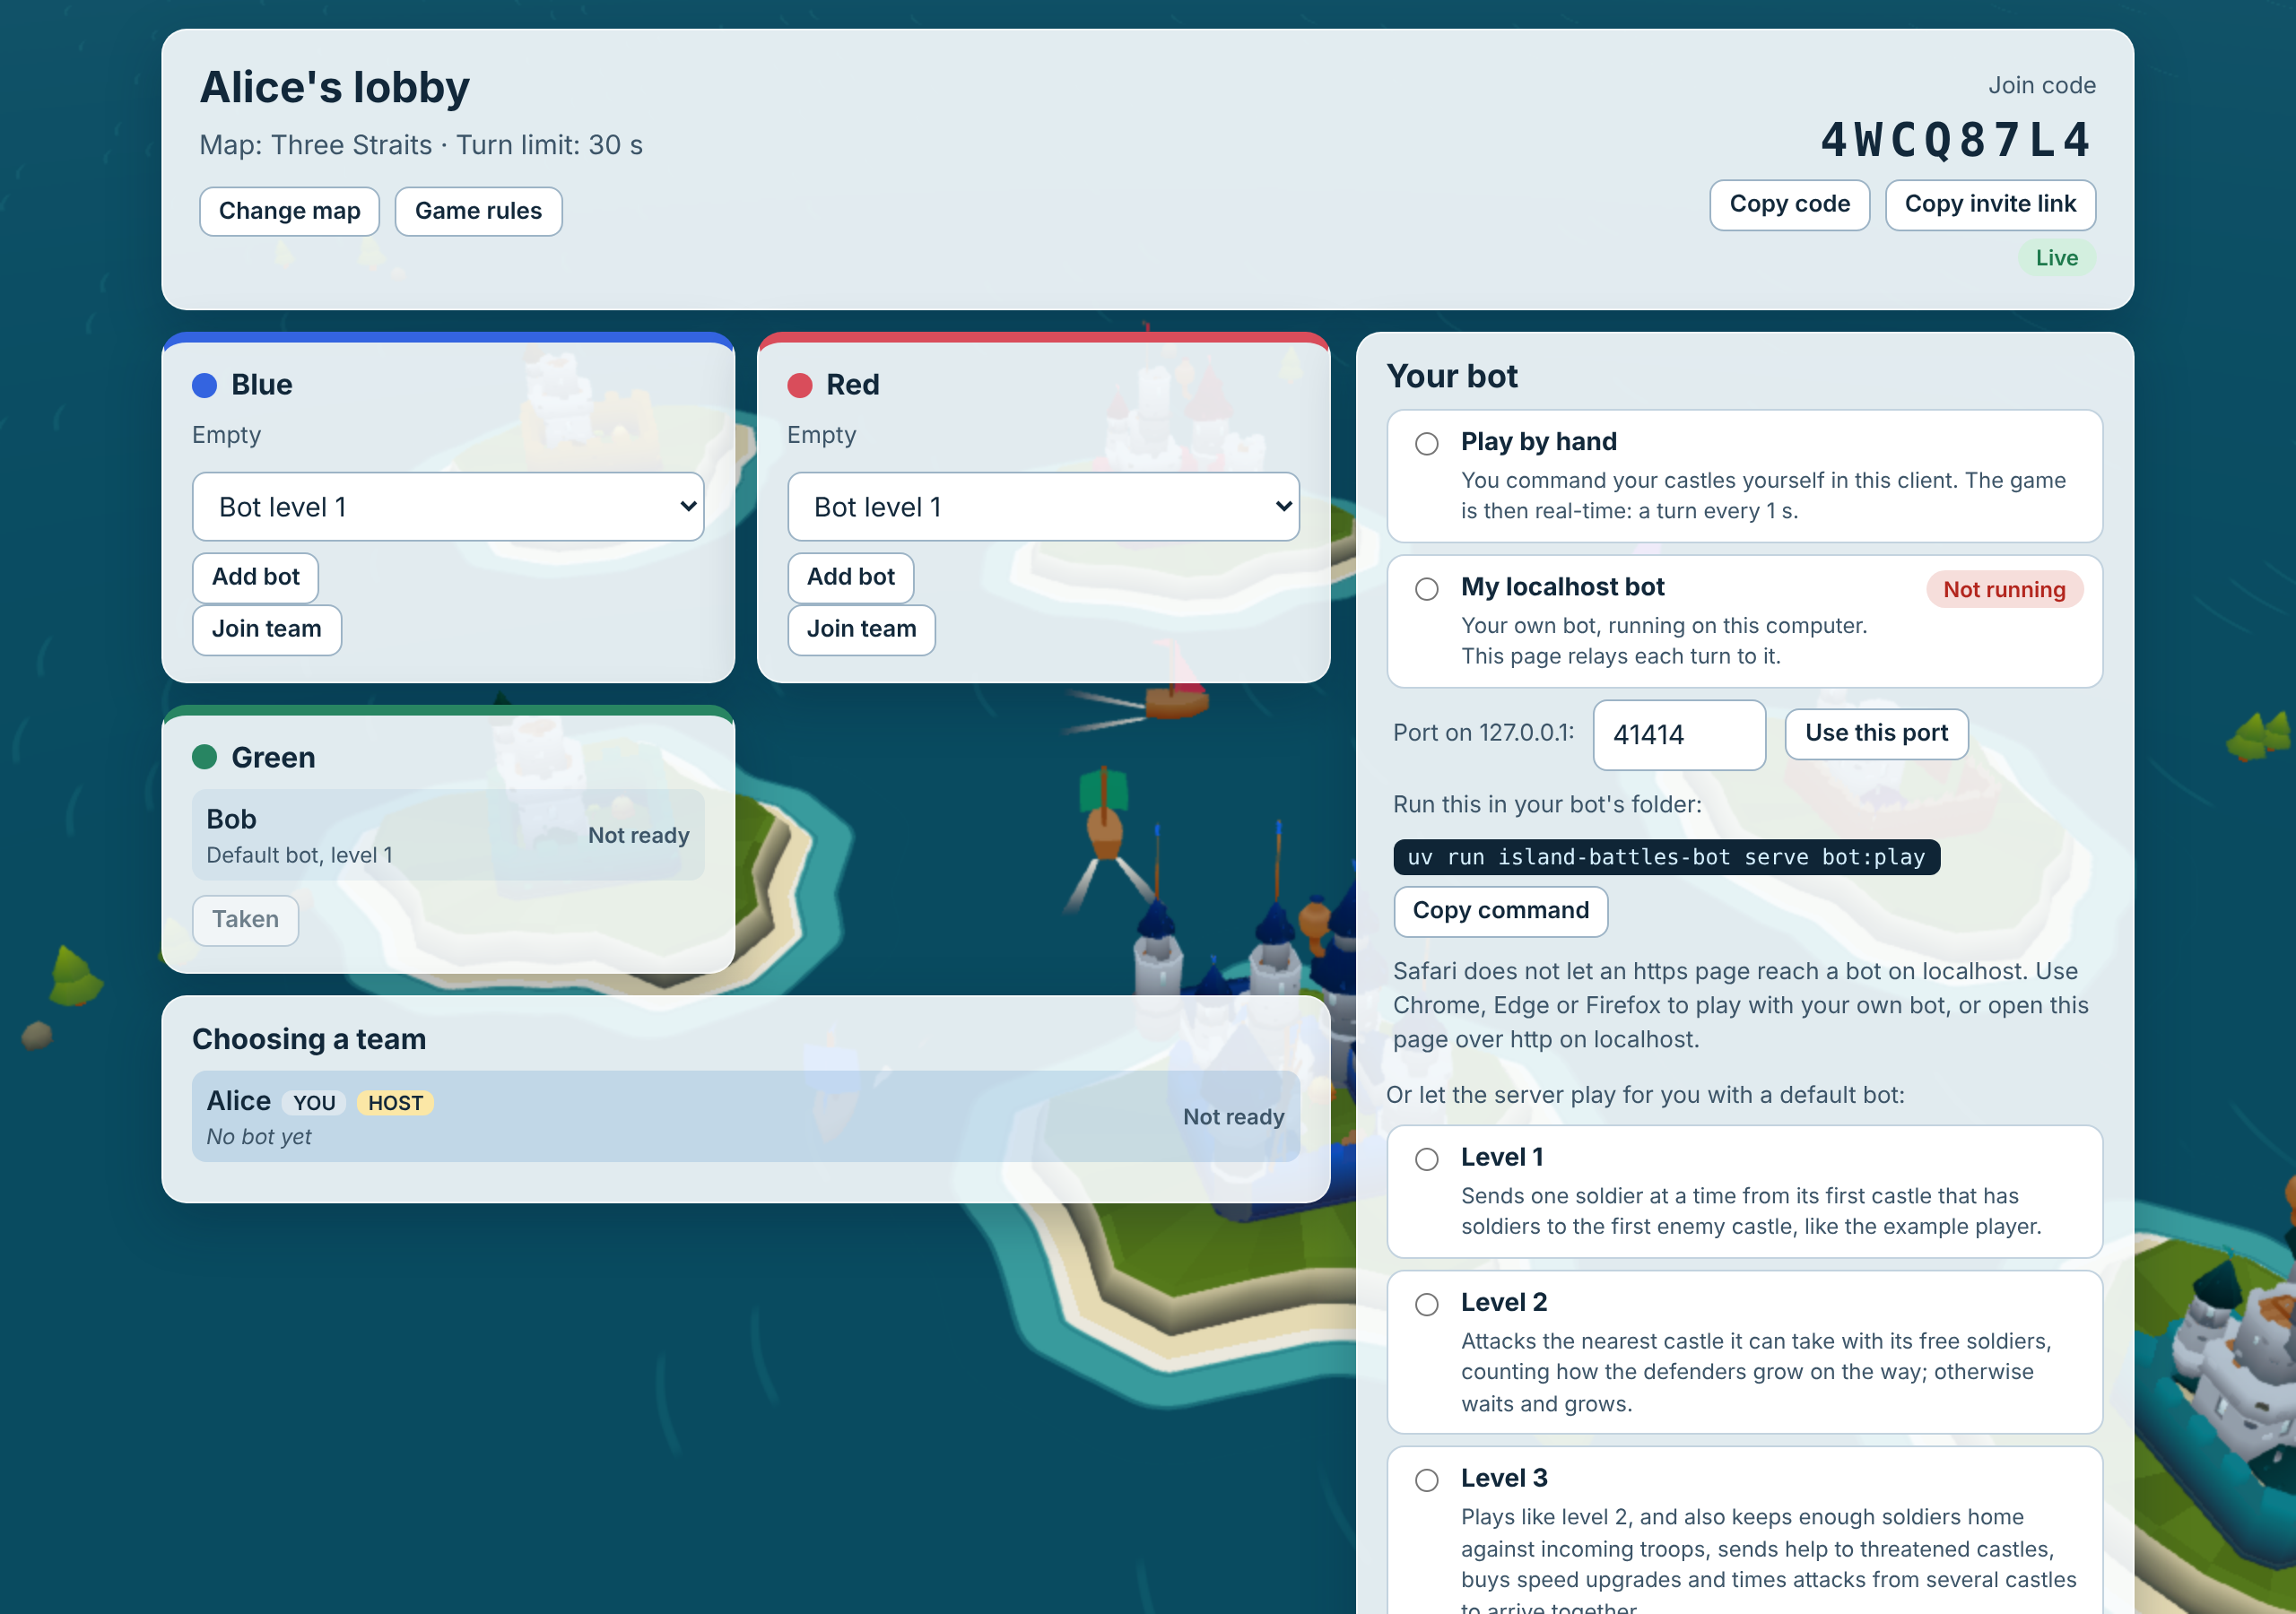 Alice's lobby
Map: Three Straits · Turn limit: 30 s
Change map
Game rules
Join code
4WCQ87L4
Copy code
Copy invite link
Live
Blue
Empty
Bot level 1
Add bot
Join team
Red
Empty
Bot level 1
Add bot
Join team
Green
Bob
Default bot, level 1
Not ready
Taken
Choosing a team
Alice YOU HOST
No bot yet
Not ready
Your bot
Play by hand
You command your castles yourself in this client. The game
is then real-time: a turn every 1 s.
My localhost bot
Not running
Your own bot, running on this computer.
This page relays each turn to it.
Port on 127.0.0.1:
41414
Use this port
Run this in your bot's folder:
uv run island-battles-bot serve bot:play
Copy command
Safari does not let an https page reach a bot on localhost. Use
Chrome, Edge or Firefox to play with your own bot, or open this
page over http on localhost.
Or let the server play for you with a default bot:
Level 1
Sends one soldier at a time from its first castle that has
soldiers to the first enemy castle, like the example player.
Level 2
Attacks the nearest castle it can take with its free soldiers,
counting how the defenders grow on the way; otherwise
waits and grows.
Level 3
Plays like level 2, and also keeps enough soldiers home
against incoming troops, sends help to threatened castles,
buys speed upgrades and times attacks from several castles
to arrive together